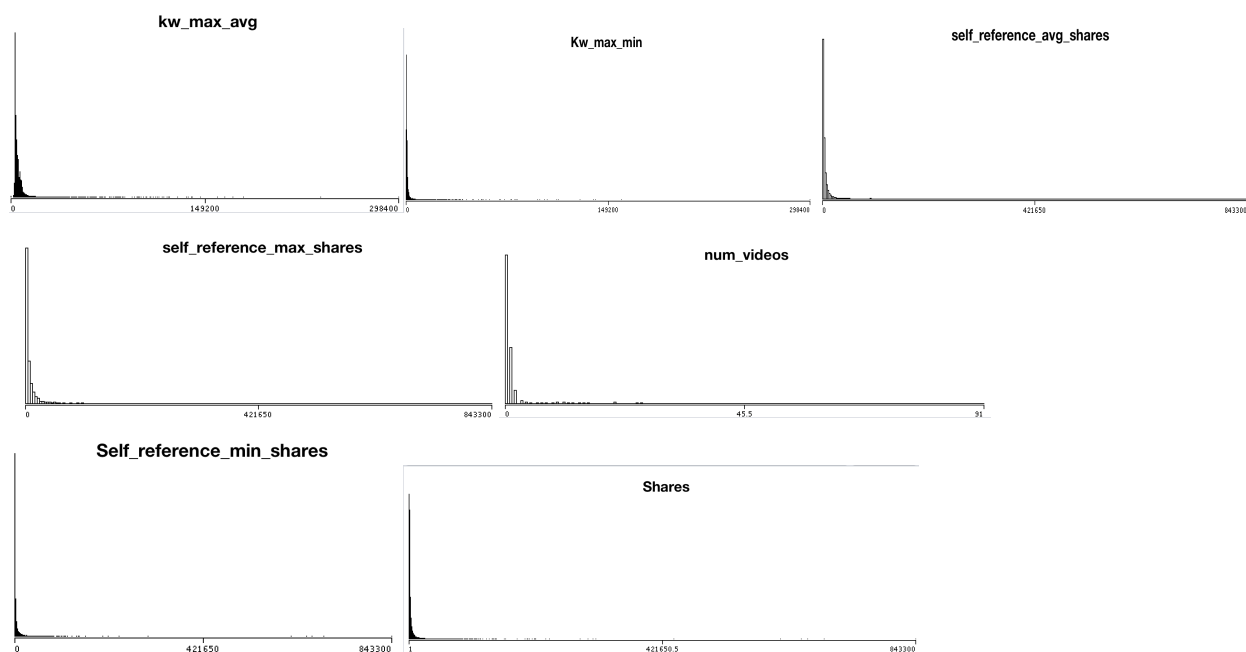 kw_max_avg
Kw_max_min
self_reference_avg_shares
0 149200 298400
0 149200 298400
0 421650 843300
self_reference_max_shares
num_videos
0 421650 843300
0 45.5 91
Self_reference_min_shares
Shares
0 421650 843300
1 421650.5 843300